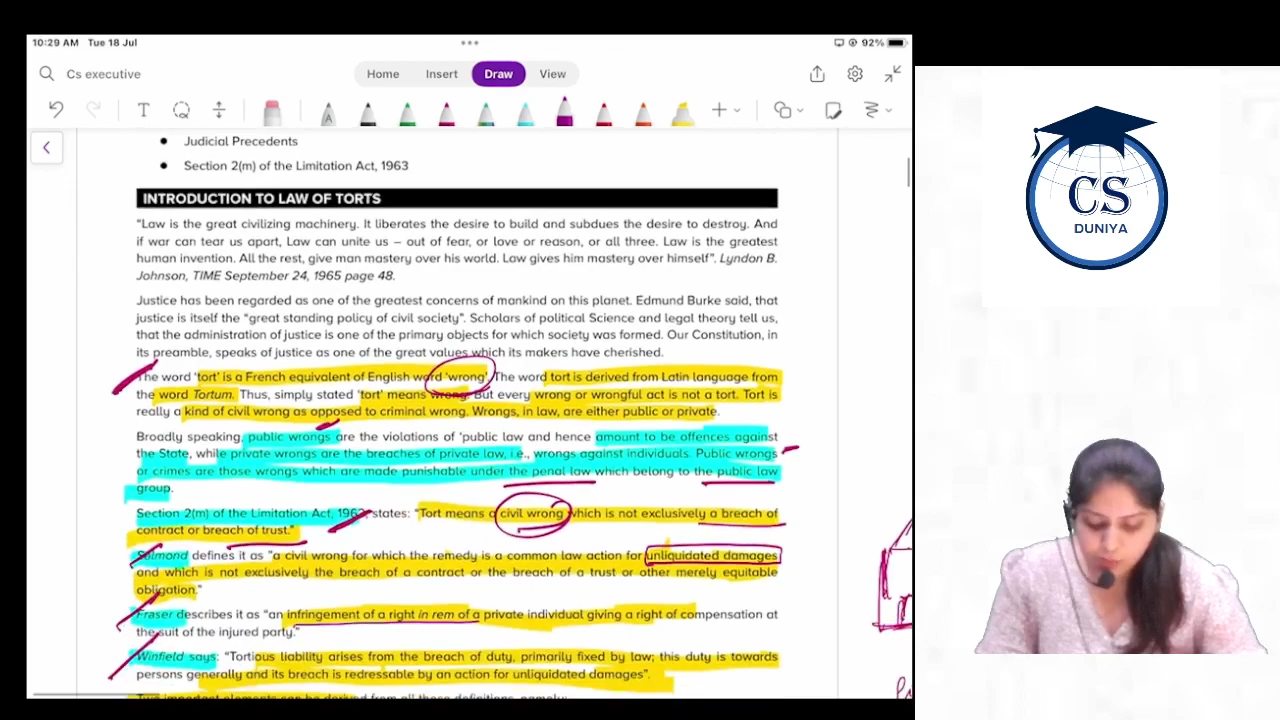 10:29 AM Tue 18 Jul
92%
Cs executive
Home Insert Draw View
T
A
Judicial Precedents
Section 2(m) of the Limitation Act, 1963
INTRODUCTION TO LAW OF TORTS
“Law is the great civilizing machinery. It liberates the desire to build and subdues the desire to destroy. And
if war can tear us apart, Law can unite us – out of fear, or love or reason, or all three. Law is the greatest
human invention. All the rest, give man mastery over his world. Law gives him mastery over himself”. Lyndon B.
Johnson, TIME September 24, 1965 page 48.
Justice has been regarded as one of the greatest concerns of mankind on this planet. Edmund Burke said, that
justice is itself the “great standing policy of civil society”. Scholars of political Science and legal theory tell us,
that the administration of justice is one of the primary objects for which society was formed. Our Constitution, in
its preamble, speaks of justice as one of the great values which its makers have cherished.
The word ‘tort’ is a French equivalent of English word ‘wrong’. The word tort is derived from Latin language from
the word Tortum. Thus, simply stated ‘tort’ means wrong. But every wrong or wrongful act is not a tort. Tort is
really a kind of civil wrong as opposed to criminal wrong. Wrongs, in law, are either public or private.
Broadly speaking, public wrongs are the violations of ‘public law and hence amount to be offences against
the State, while private wrongs are the breaches of private law, i.e., wrongs against individuals. Public wrongs
or crimes are those wrongs which are made punishable under the penal law which belong to the public law
group.
Section 2(m) of the Limitation Act, 1963, states: “Tort means a civil wrong which is not exclusively a breach of
contract or breach of trust.”
Salmond defines it as “a civil wrong for which the remedy is a common law action for unliquidated damages
and which is not exclusively the breach of a contract or the breach of a trust or other merely equitable
obligation.”
Fraser describes it as “an infringement of a right in rem of a private individual giving a right of compensation at
the suit of the injured party.”
Winfield says: “Tortious liability arises from the breach of duty, primarily fixed by law; this duty is towards
persons generally and its breach is redressable by an action for unliquidated damages”.
Two important elements can be derived from all these definitions, namely:
CS
DUNIYA